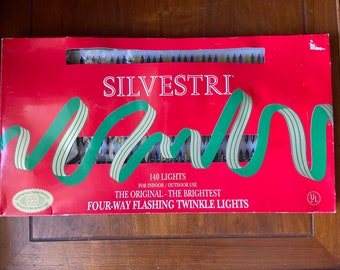 SILVESTRI
140 LIGHTS
FOR INDOOR / OUTDOOR USE
THE ORIGINAL - THE BRIGHTEST
FOUR-WAY FLASHING TWINKLE LIGHTS
UL